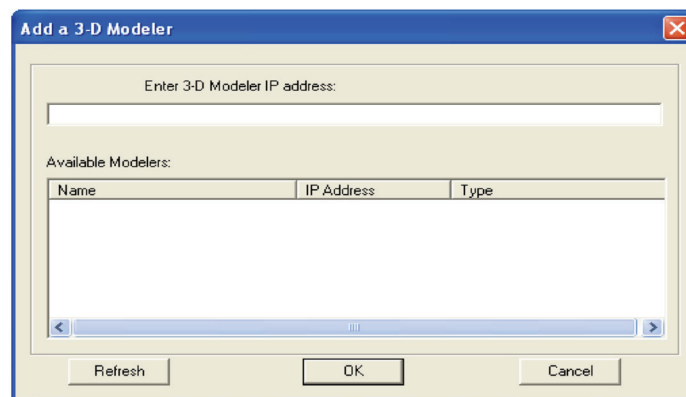 Add a 3-D Modeler
Enter 3-D Modeler IP address:
Available Modelers:
Name IP Address Type
Refresh OK Cancel